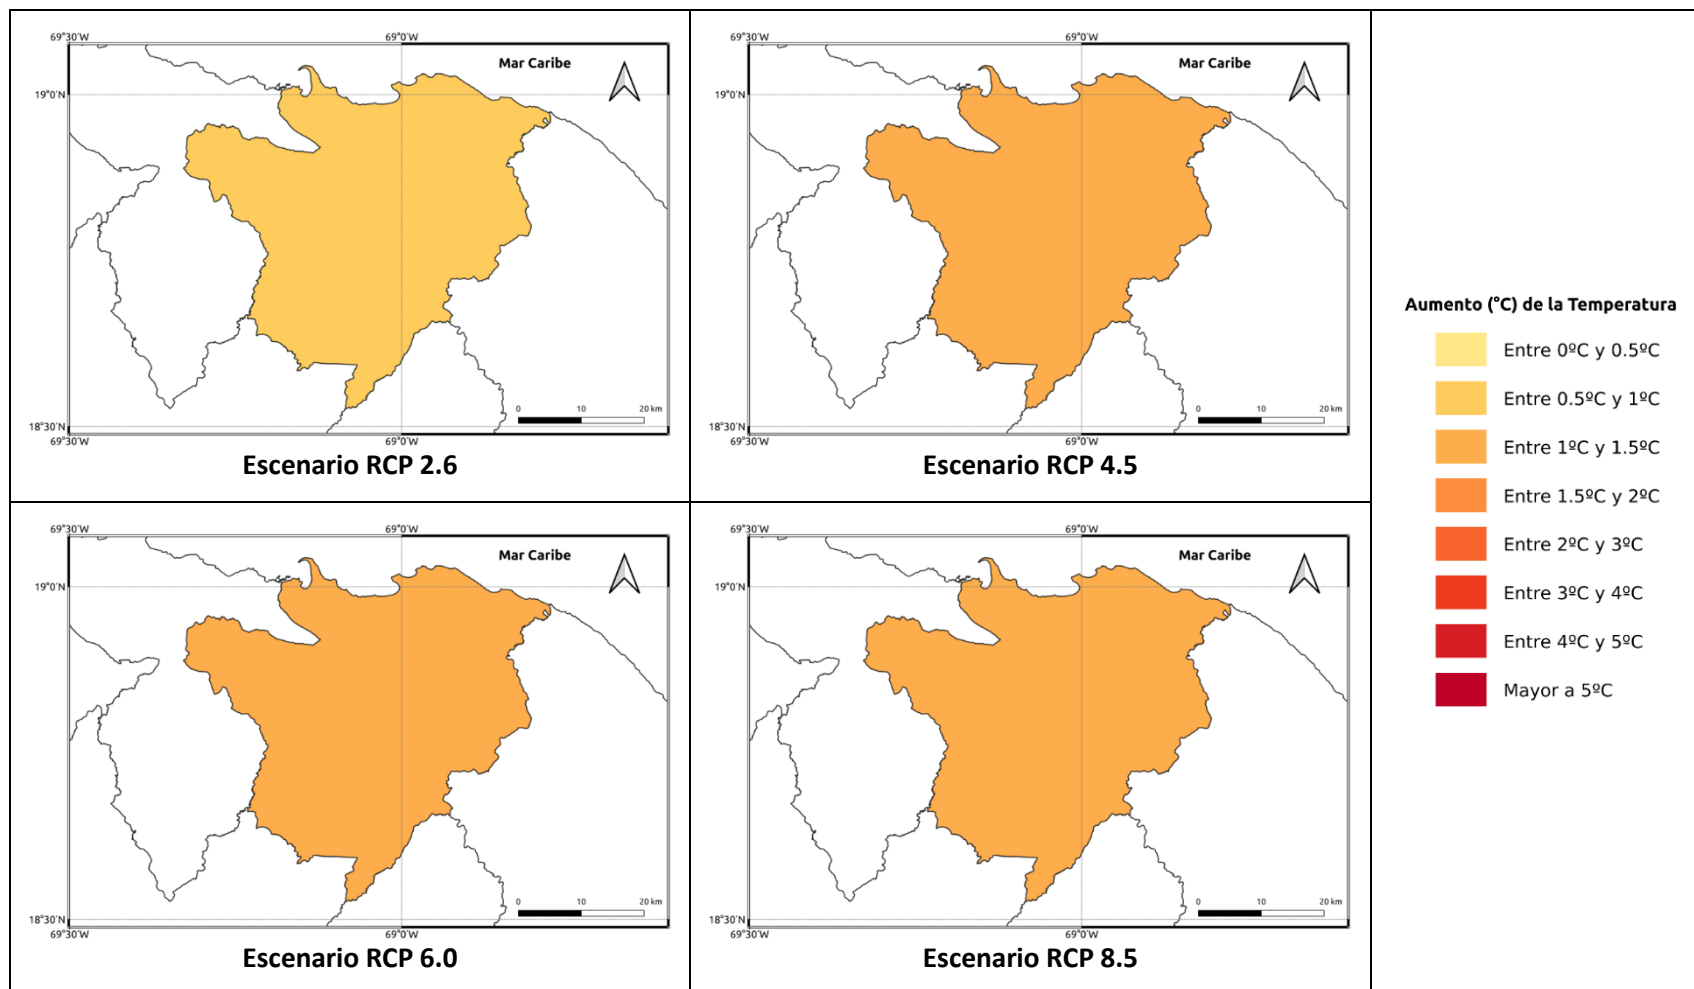 69°30'W 69°0'W
Mar Caribe
19°0'N
18°30'N
0 10 20 km
69°30'W 69°0'W
Escenario RCP 2.6
69°30'W 69°0'W
Mar Caribe
19°0'N
18°30'N
0 10 20 km
69°30'W 69°0'W
Escenario RCP 4.5
69°30'W 69°0'W
Mar Caribe
19°0'N
18°30'N
0 10 20 km
69°30'W 69°0'W
Escenario RCP 6.0
69°30'W 69°0'W
Mar Caribe
19°0'N
18°30'N
0 10 20 km
69°30'W 69°0'W
Escenario RCP 8.5
Aumento (°C) de la Temperatura
Entre 0ºC y 0.5ºC
Entre 0.5ºC y 1ºC
Entre 1ºC y 1.5ºC
Entre 1.5ºC y 2ºC
Entre 2ºC y 3ºC
Entre 3ºC y 4ºC
Entre 4ºC y 5ºC
Mayor a 5ºC